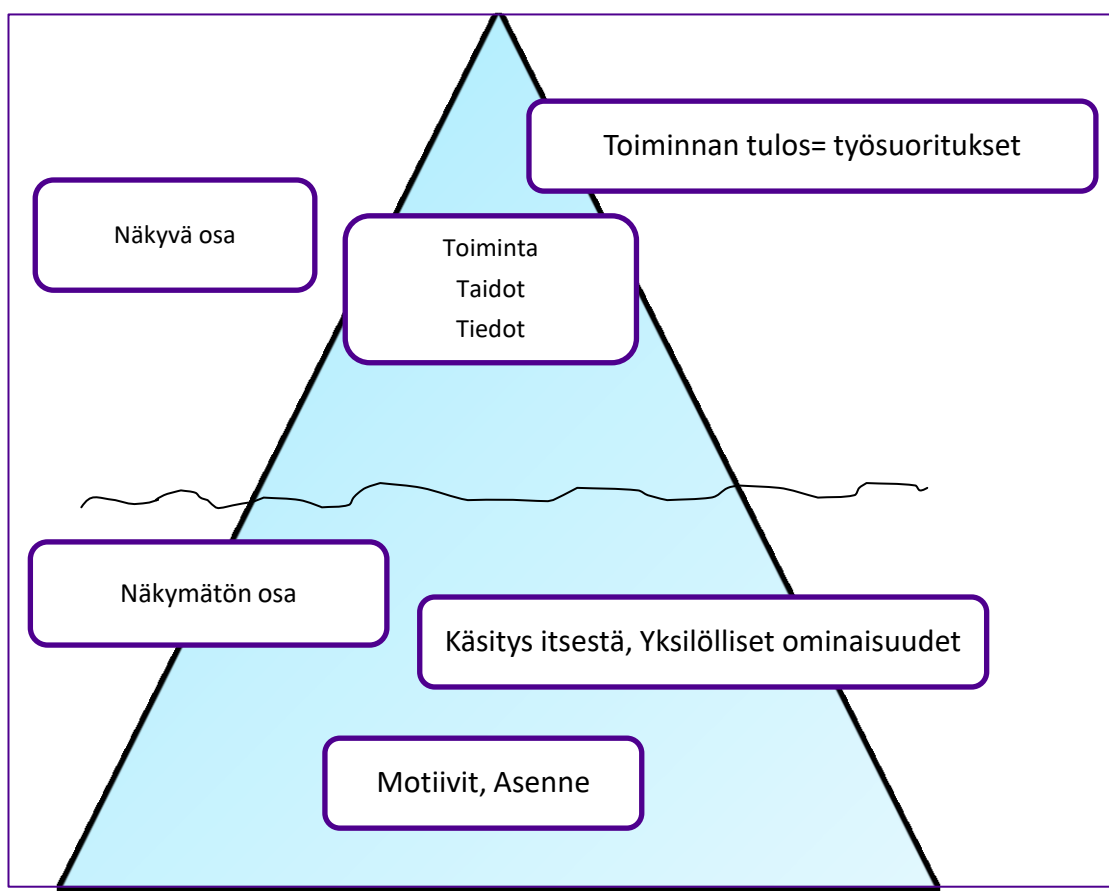 Toiminnan tulos= työsuoritukset
Näkyvä osa
Toiminta
Taidot
Tiedot
Näkymätön osa
Käsitys itsestä, Yksilölliset ominaisuudet
Motiivit, Asenne